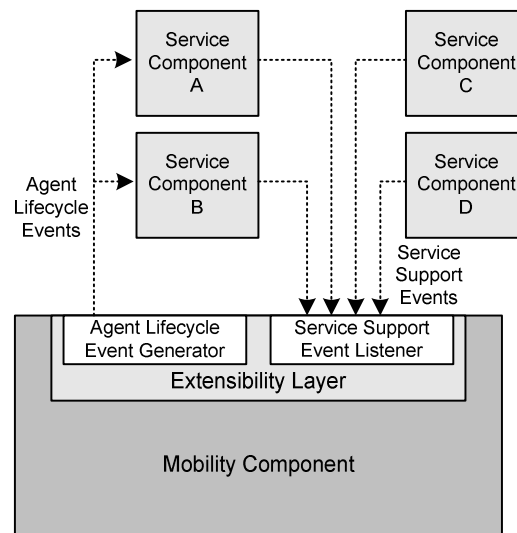 Service
Component
A
Service
Component
C
Service
Component
B
Service
Component
D
Agent
Lifecycle
Events
Service
Support
Events
Agent Lifecycle
Event Generator
Service Support
Event Listener
Extensibility Layer
Mobility Component